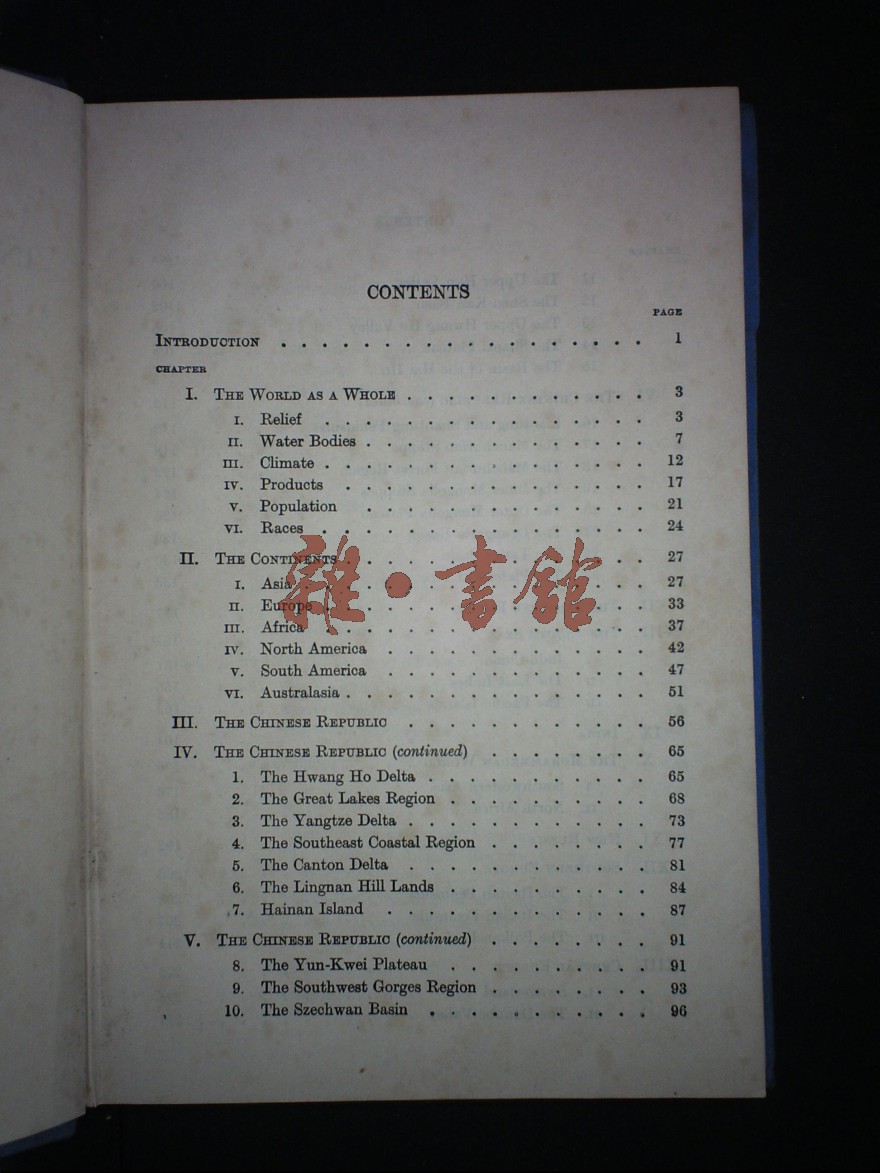 CONTENTS
PAGE
INTRODUCTION . . . . . . . . . . . . . . . 1
CHAPTER
I. THE WORLD AS A WHOLE . . . . . . . . . . . . 3
I. Relief . . . . . . . . . . . . . . . 3
II. Water Bodies . . . . . . . . . . . . . . 7
III. Climate . . . . . . . . . . . . . . . . 12
IV. Products . . . . . . . . . . . . . . . 17
V. Population . . . . . . . . . . . . . . 21
VI. Races . . . . . . . . . . . . . . . . 24
II. THE CONTINENTS . . . . . . . . . . . . . . . 27
I. Asia . . . . . . . . . . . . . . . . . 27
II. Europe . . . . . . . . . . . . . . . . 33
III. Africa . . . . . . . . . . . . . . . . 37
IV. North America . . . . . . . . . . . . . 42
V. South America . . . . . . . . . . . . . 47
VI. Australasia . . . . . . . . . . . . . . . 51
III. THE CHINESE REPUBLIC . . . . . . . . . . . . 56
IV. THE CHINESE REPUBLIC (continued) . . . . . . . . 65
1. The Hwang Ho Delta . . . . . . . . . . . 65
2. The Great Lakes Region . . . . . . . . . . 68
3. The Yangtze Delta . . . . . . . . . . . . 73
4. The Southeast Coastal Region . . . . . . . . 77
5. The Canton Delta . . . . . . . . . . . . 81
6. The Lingnan Hill Lands . . . . . . . . . . 84
7. Hainan Island . . . . . . . . . . . . . 87
V. THE CHINESE REPUBLIC (continued) . . . . . . . . 91
8. The Yun-Kwei Plateau . . . . . . . . . . 91
9. The Southwest Gorges Region . . . . . . . . 93
10. The Szechwan Basin . . . . . . . . . . . 96
雜·書館